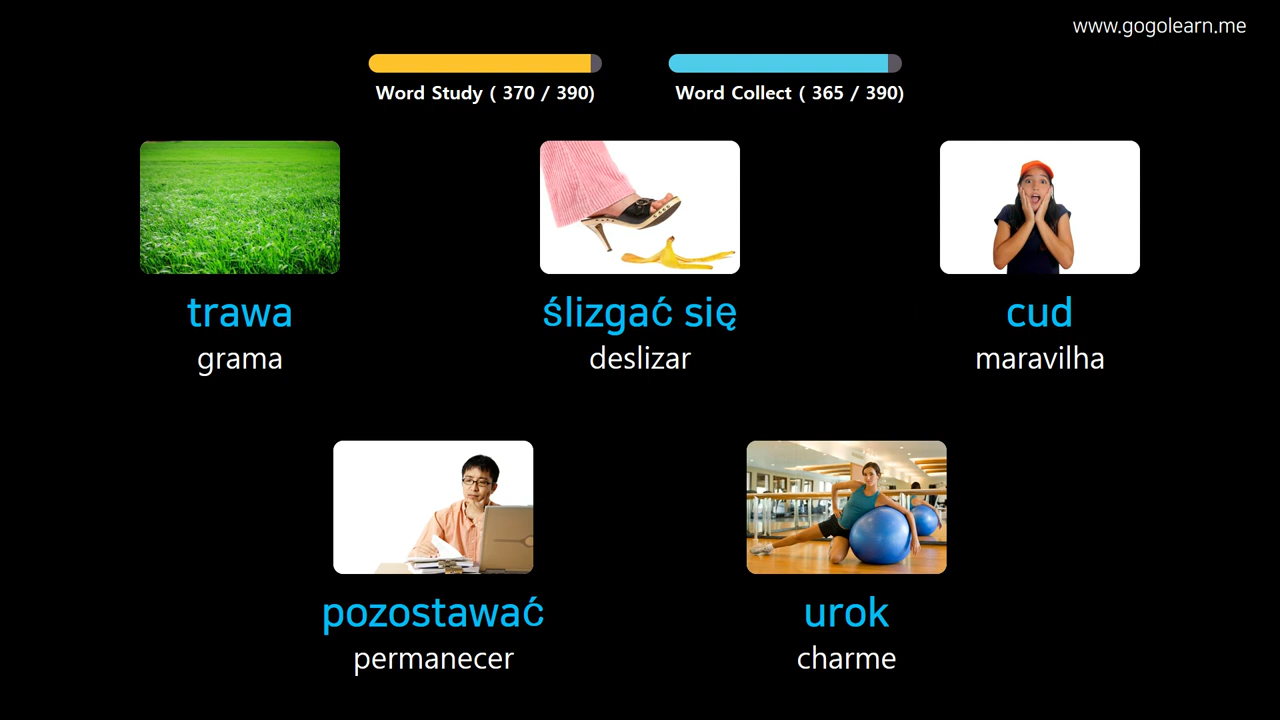 www.gogolearn.me
Word Study ( 370 / 390)
Word Collect ( 365 / 390)
trawa
grama
ślizgać się
deslizar
cud
maravilha
pozostawać
permanecer
urok
charme